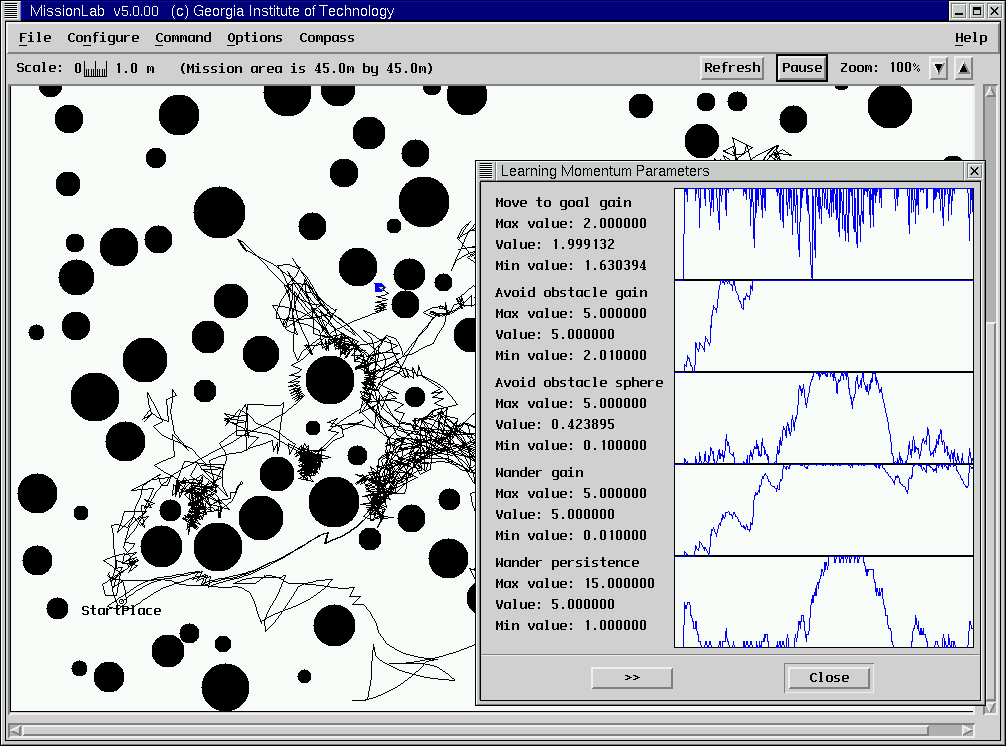 MissionLab v5.0.00 (c) Georgia Institute of Technology
File Configure Command Options Compass Help
Scale: 0 1.0 m (Mission area is 45.0m by 45.0m) Refresh Pause Zoom: 100%
Learning Momentum Parameters
Move to goal gain
Max value: 2.000000
Value: 1.999132
Min value: 1.630394
Avoid obstacle gain
Max value: 5.000000
Value: 5.000000
Min value: 2.010000
Avoid obstacle sphere
Max value: 5.000000
Value: 0.423895
Min value: 0.100000
Wander gain
Max value: 5.000000
Value: 5.000000
Min value: 0.010000
Wander persistence
Max value: 15.000000
Value: 5.000000
Min value: 1.000000
>> Close
StartPlace